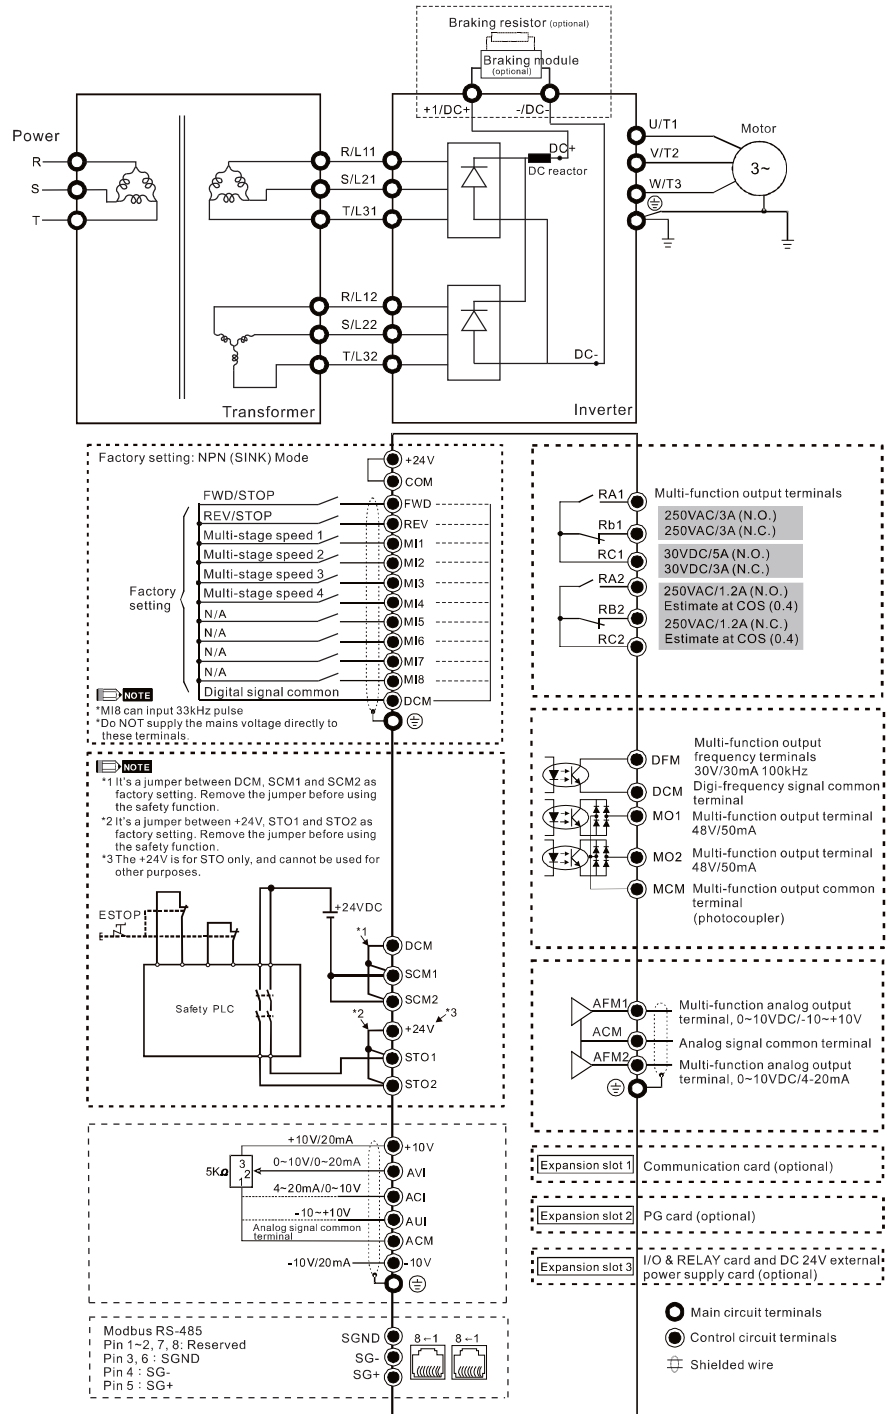 Braking resistor (optional)
Braking module
(optional)
+1/DC+
-/DC-
Power
R
S
T
R/L11
S/L21
T/L31
R/L12
S/L22
T/L32
DC+
DC reactor
DC-
U/T1
V/T2
W/T3
Motor
3~
Transformer
Inverter
Factory setting: NPN (SINK) Mode
+24V
COM
FWD/STOP
FWD
REV/STOP
REV
Multi-stage speed 1
MI1
Multi-stage speed 2
MI2
Multi-stage speed 3
MI3
Multi-stage speed 4
MI4
Factory
setting
N/A
MI5
N/A
MI6
N/A
MI7
N/A
MI8
Digital signal common
DCM
NOTE
*MI8 can input 33kHz pulse
*Do NOT supply the mains voltage directly to
these terminals.
RA1
Rb1
RC1
RA2
RB2
RC2
Multi-function output terminals
250VAC/3A (N.O.)
250VAC/3A (N.C.)
30VDC/5A (N.O.)
30VDC/3A (N.C.)
250VAC/1.2A (N.O.)
Estimate at COS (0.4)
250VAC/1.2A (N.C.)
Estimate at COS (0.4)
NOTE
*1 It's a jumper between DCM, SCM1 and SCM2 as
factory setting. Remove the jumper before using
the safety function.
*2 It's a jumper between +24V, STO1 and STO2 as
factory setting. Remove the jumper before using
the safety function.
*3 The +24V is for STO only, and cannot be used for
other purposes.
ESTOP
+24VDC
Safety PLC
*1
DCM
SCM1
SCM2
*2
*3
+24V
STO1
STO2
DFM
Multi-function output
frequency terminals
30V/30mA 100kHz
DCM
Digi-frequency signal common
terminal
MO1
Multi-function output terminal
48V/50mA
MO2
Multi-function output terminal
48V/50mA
MCM
Multi-function output common
terminal
(photocoupler)
AFM1
Multi-function analog output
terminal, 0~10VDC/-10~+10V
ACM
Analog signal common terminal
AFM2
Multi-function analog output
terminal, 0~10VDC/4-20mA
+10V/20mA
+10V
5KΩ
3
2
1
0~10V/0~20mA
AVI
4~20mA/0~10V
ACI
-10~+10V
AUI
Analog signal common
terminal
ACM
-10V/20mA
-10V
Expansion slot 1
Communication card (optional)
Expansion slot 2
PG card (optional)
Expansion slot 3
I/O & RELAY card and DC 24V external
power supply card (optional)
Modbus RS-485
Pin 1~2, 7, 8: Reserved
Pin 3, 6 : SGND
Pin 4 : SG-
Pin 5 : SG+
SGND
SG-
SG+
8←1
8←1
Main circuit terminals
Control circuit terminals
Shielded wire